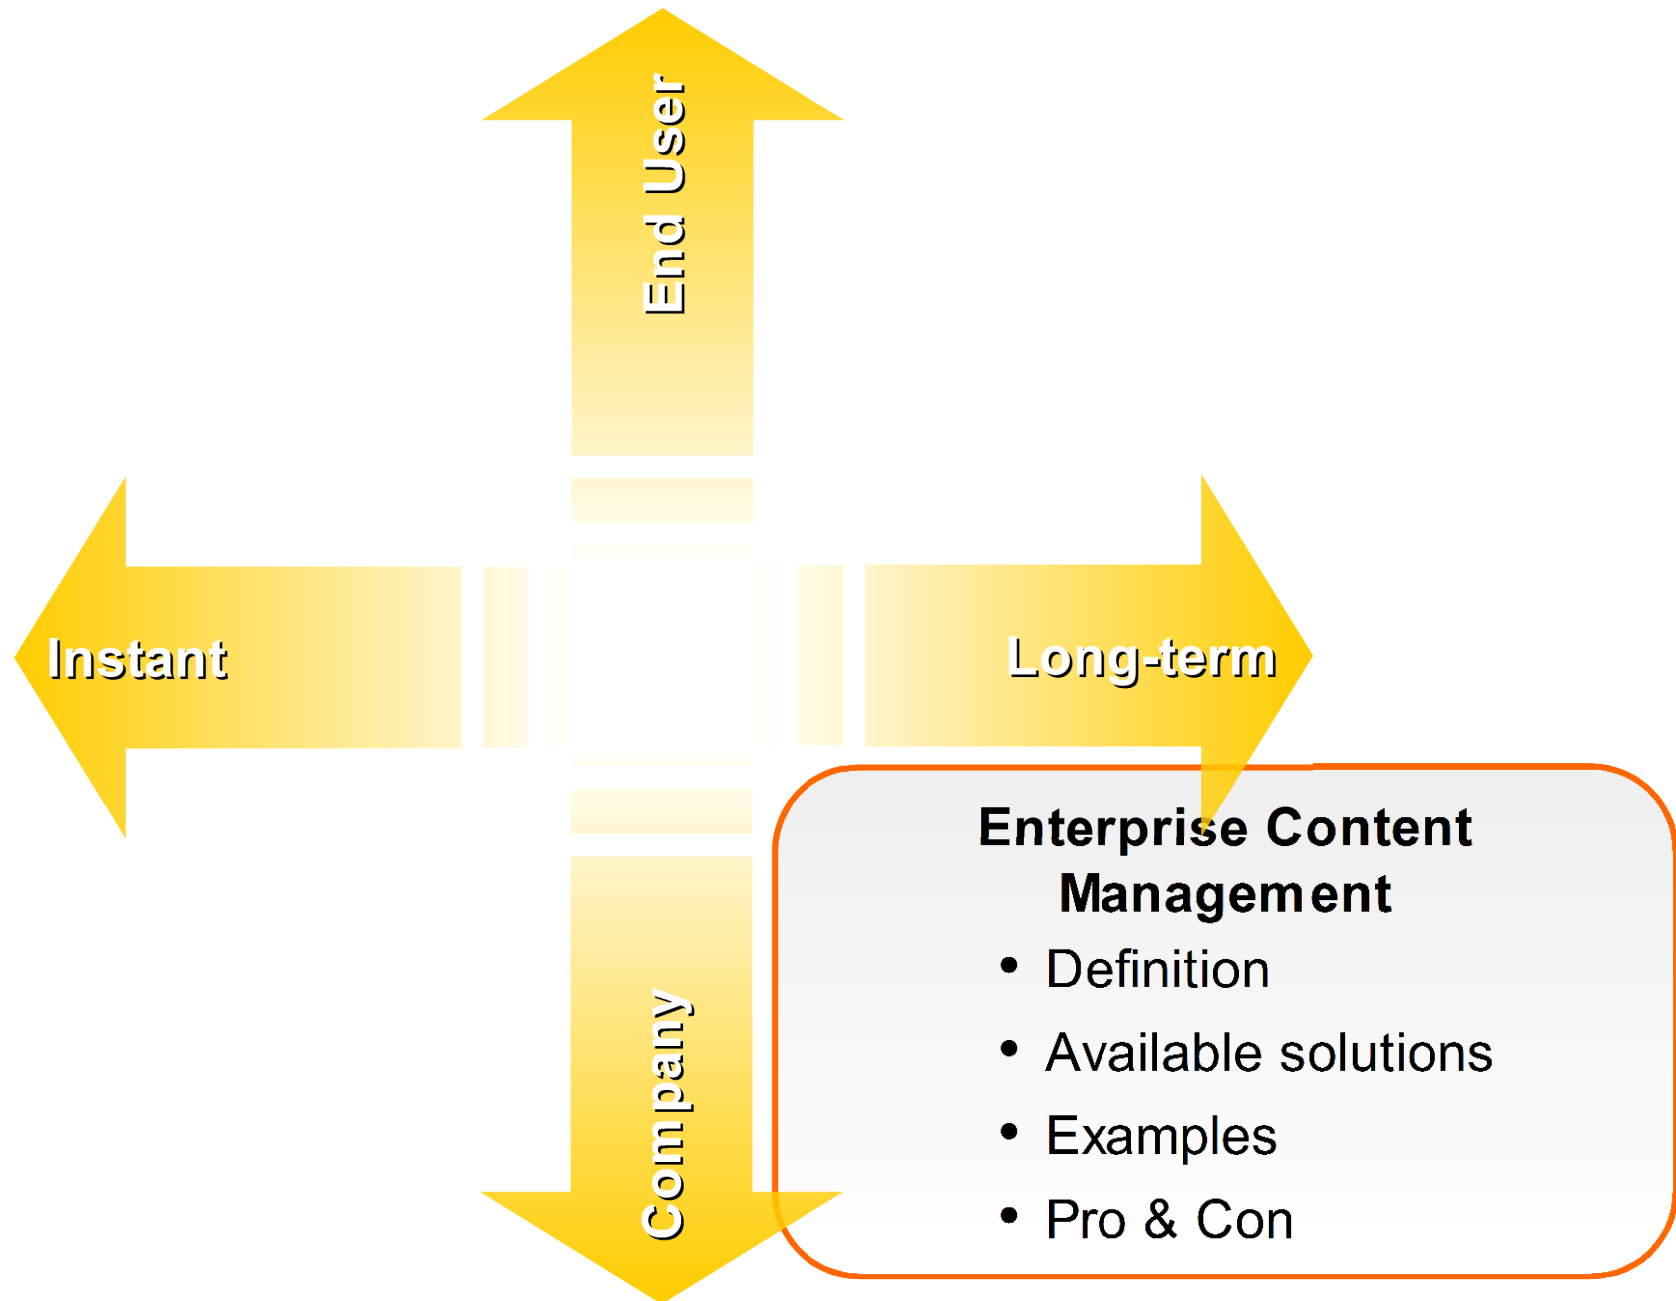 End User
Instant
Long-term
Company
Enterprise Content
Management
• Definition
• Available solutions
• Examples
• Pro & Con